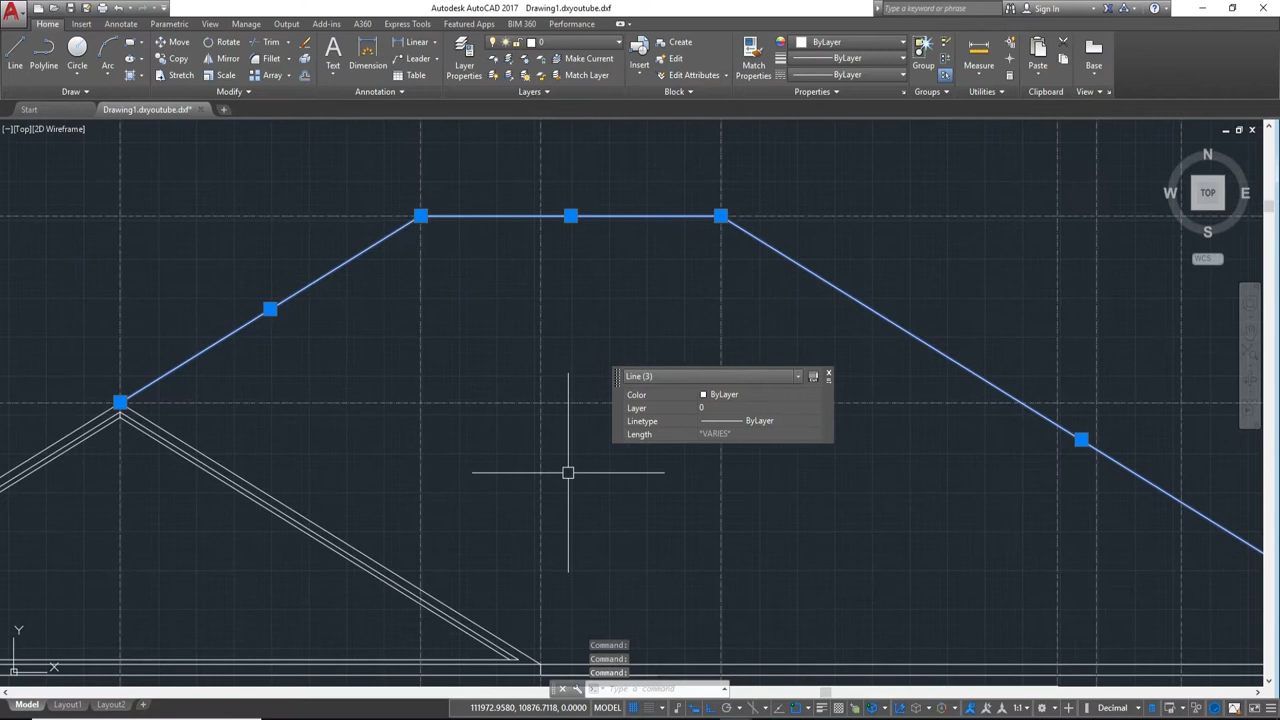 Autodesk AutoCAD 2017 Drawing1.dxyoutube.dxf
Type a keyword or phrase
Sign In
Home Insert Annotate Parametric View Manage Output Add-ins A360 Express Tools Featured Apps BIM 360 Performance
Line Polyline Circle Arc
Move Rotate Trim
Copy Mirror Fillet
Stretch Scale Array
Text Dimension
Linear
Leader
Table
Layer Properties
0
Make Current
Match Layer
Insert
Create
Edit
Edit Attributes
Match Properties
ByLayer
ByLayer
ByLayer
Group
Measure
Paste
Base
Draw Modify Annotation Layers Block Properties Groups Utilities Clipboard View
Start Drawing1.dxyoutube.dxf*
[−][Top][2D Wireframe]
N
W TOP E
S
WCS
Line (3)
Color ByLayer
Layer 0
Linetype ByLayer
Length *VARIES*
Y
X
Command:
Command:
Command:
Type a command
Model Layout1 Layout2
111972.9580, 10876.7118, 0.0000 MODEL
1:1
Decimal